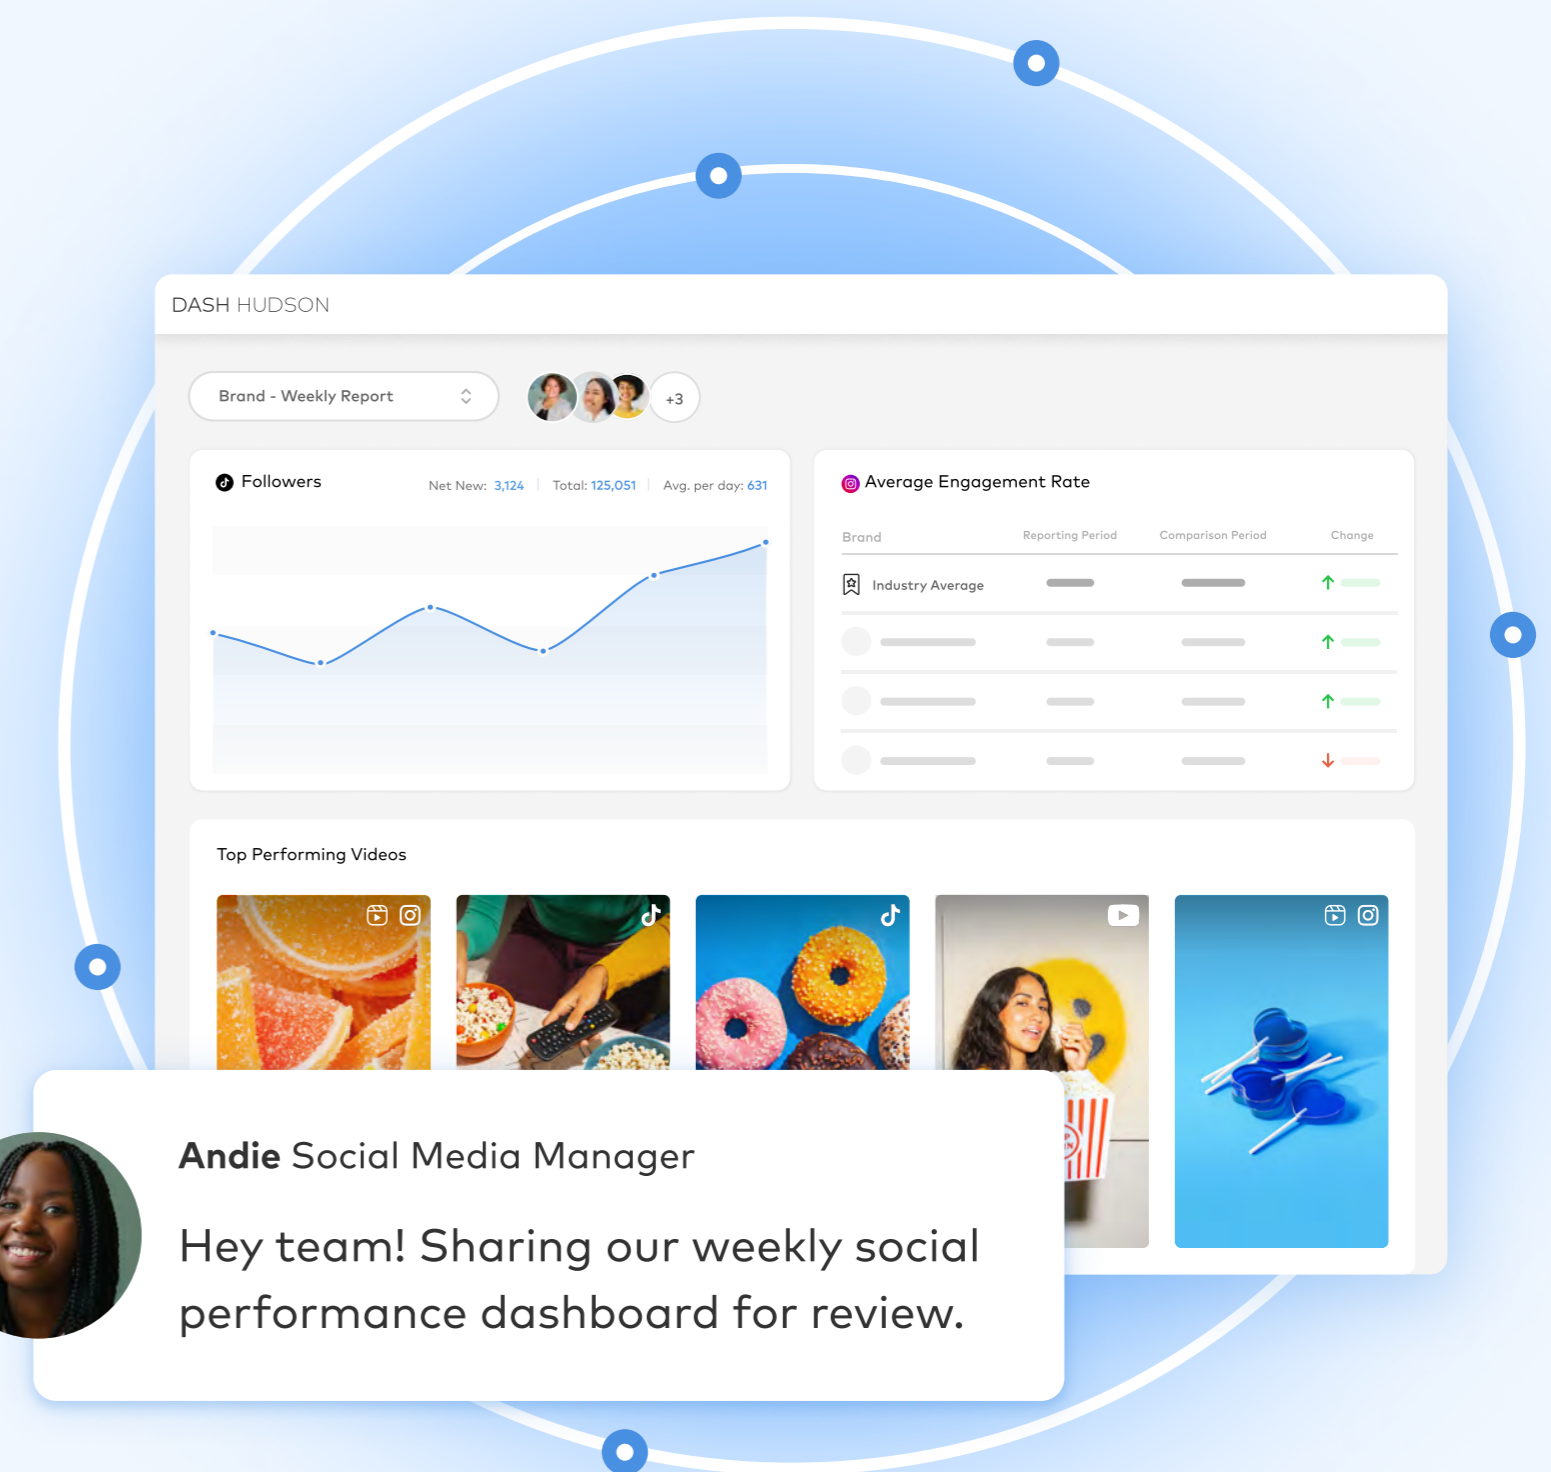 DASH HUDSON
Brand - Weekly Report
+3
Followers
Net New: 3,124
Total: 125,051
Avg. per day: 631
Average Engagement Rate
Brand
Reporting Period
Comparison Period
Change
Industry Average
Top Performing Videos
Andie Social Media Manager
Hey team! Sharing our weekly social
performance dashboard for review.